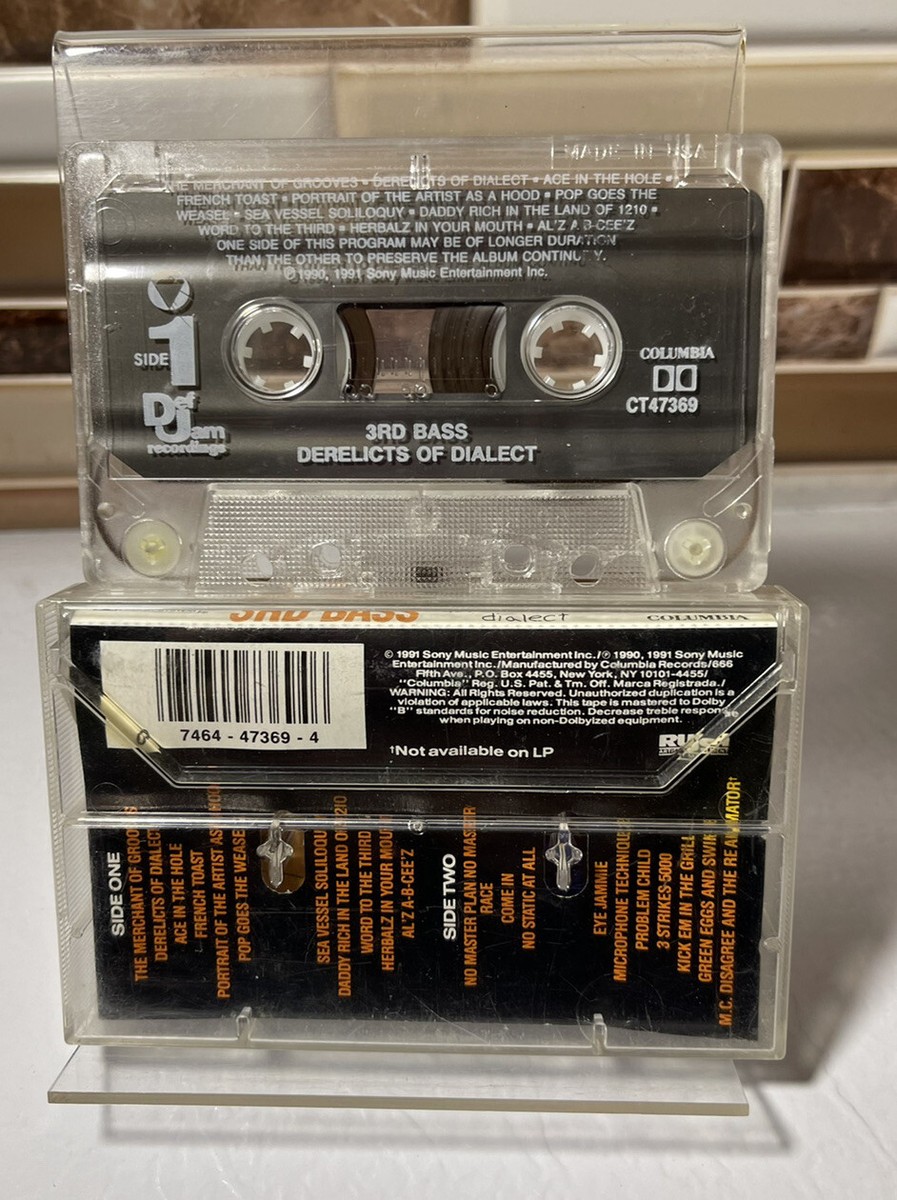 MADE IN USA
THE MERCHANT OF GROOVES • DERELICTS OF DIALECT • ACE IN THE HOLE •
FRENCH TOAST • PORTRAIT OF THE ARTIST AS A HOOD • POP GOES THE
WEASEL • SEA VESSEL SOLILOQUY • DADDY RICH IN THE LAND OF 1210 •
WORD TO THE THIRD • HERBALZ IN YOUR MOUTH • AL'Z A-B-CEE'Z
ONE SIDE OF THIS PROGRAM MAY BE OF LONGER DURATION
THAN THE OTHER TO PRESERVE THE ALBUM CONTINUITY.
℗ 1990, 1991 Sony Music Entertainment Inc.
SIDE 1
Def Jam
recordings
COLUMBIA
CT47369
3RD BASS
DERELICTS OF DIALECT
3RD BASS dialect COLUMBIA
7464 - 47369 - 4
© 1991 Sony Music Entertainment Inc./℗ 1990, 1991 Sony Music
Entertainment Inc./Manufactured by Columbia Records/666
Fifth Ave., P.O. Box 4455, New York, NY 10101-4455/
"Columbia" Reg. U.S. Pat. & Tm. Off. Marca Registrada./
WARNING: All Rights Reserved. Unauthorized duplication is a
violation of applicable laws. This tape is mastered to Dolby
"B" standards for noise reduction. Decrease treble response
when playing on non-Dolbyized equipment.
†Not available on LP
SIDE ONE
THE MERCHANT OF GROOVES
DERELICTS OF DIALECT
ACE IN THE HOLE
FRENCH TOAST
PORTRAIT OF THE ARTIST AS A HOOD
POP GOES THE WEASEL
SEA VESSEL SOLILOQUY
DADDY RICH IN THE LAND OF 1210
WORD TO THE THIRD
HERBALZ IN YOUR MOUTH
AL'Z A-B-CEE'Z
SIDE TWO
NO MASTER PLAN NO MASTER
RACE
COME IN
NO STATIC AT ALL
EYE JAMMIE
MICROPHONE TECHNIQUES
PROBLEM CHILD
3 STRIKES-5000
KICK EM IN THE GRILL
GREEN EGGS AND SWINE
M.C. DISAGREE AND THE RE ANIMATOR†